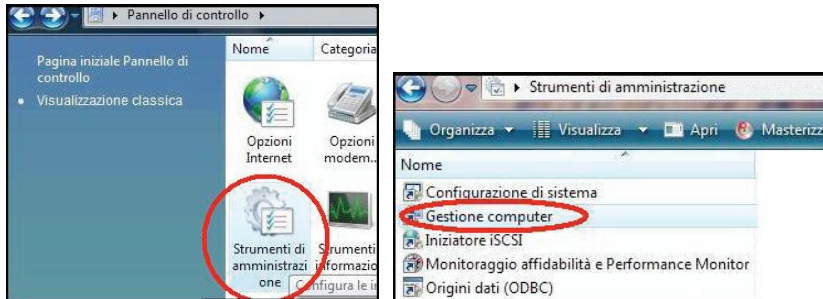 Pannello di controllo
Pagina iniziale Pannello di
controllo
Visualizzazione classica
Nome Categoria
Opzioni
Internet
Opzioni
modem..
Strumenti di
amministrazi
one
Strumenti
informazio
Configura le in
Strumenti di amministrazione
Organizza Visualizza Apri Masterizz
Nome
Configurazione di sistema
Gestione computer
Iniziatore iSCSI
Monitoraggio affidabilità e Performance Monitor
Origini dati (ODBC)